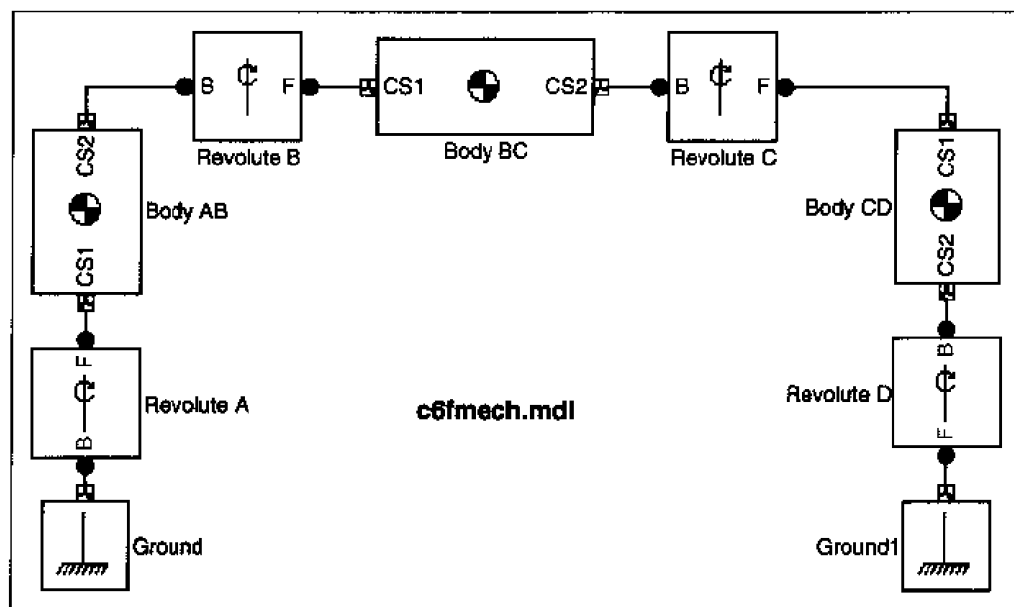 B F
Revolute B
CS1 CS2
Body BC
B F
Revolute C
CS2
CS1
Body AB
CS1
CS2
Body CD
F
B
Revolute A
B
F
Revolute D
c6fmech.mdl
Ground
Ground1